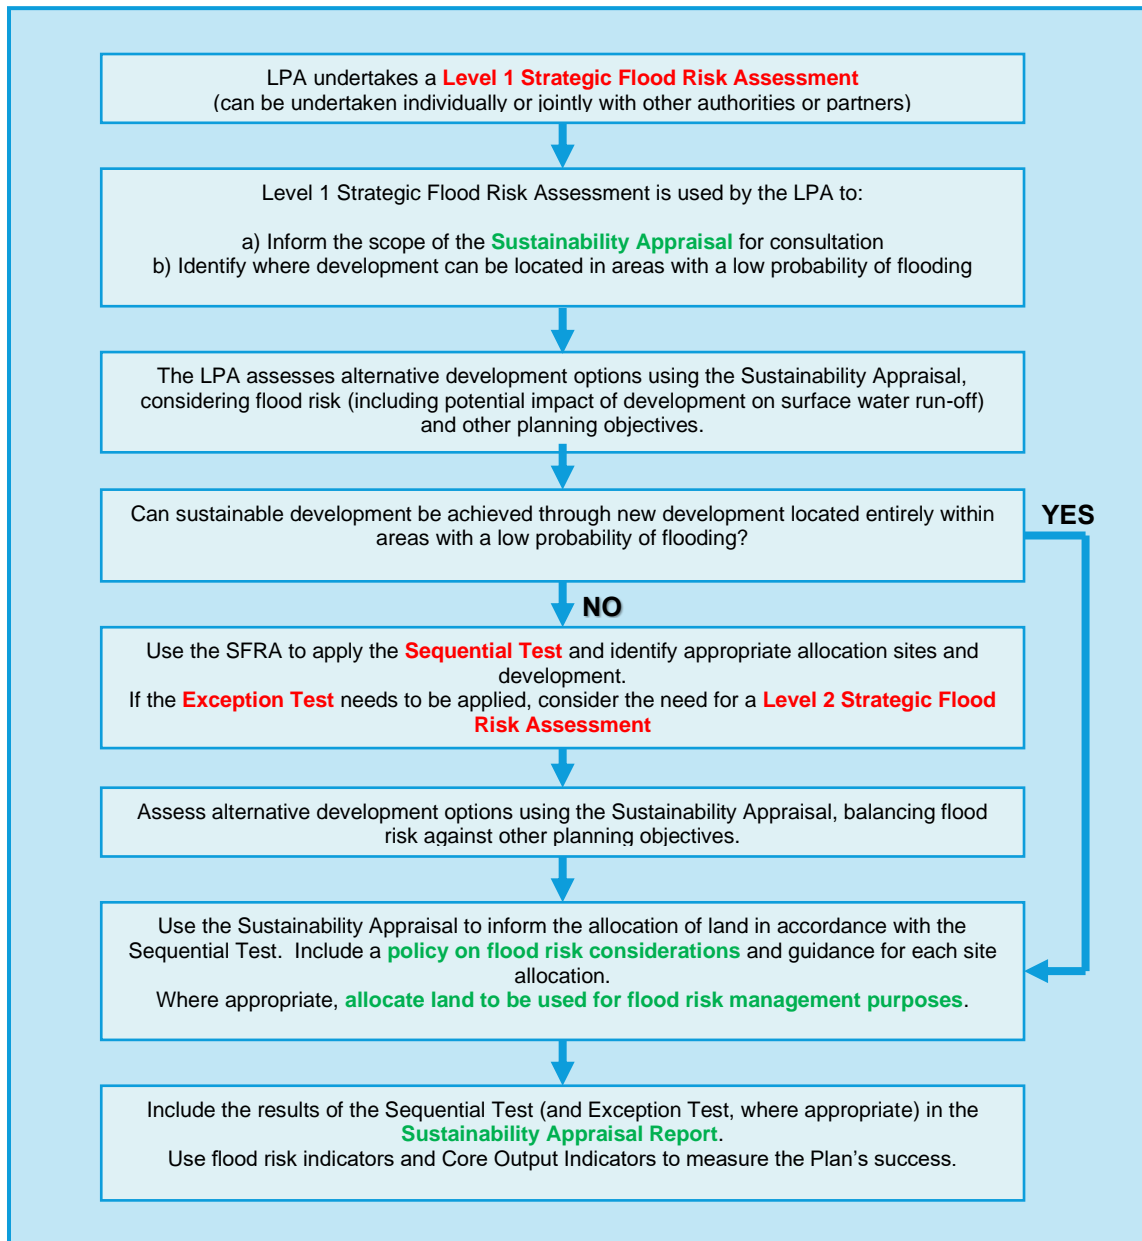 LPA undertakes a Level 1 Strategic Flood Risk Assessment
(can be undertaken individually or jointly with other authorities or partners)
Level 1 Strategic Flood Risk Assessment is used by the LPA to:
a) Inform the scope of the Sustainability Appraisal for consultation
b) Identify where development can be located in areas with a low probability of flooding
The LPA assesses alternative development options using the Sustainability Appraisal,
considering flood risk (including potential impact of development on surface water run-off)
and other planning objectives.
Can sustainable development be achieved through new development located entirely within
areas with a low probability of flooding?
YES
NO
Use the SFRA to apply the Sequential Test and identify appropriate allocation sites and
development.
If the Exception Test needs to be applied, consider the need for a Level 2 Strategic Flood
Risk Assessment
Assess alternative development options using the Sustainability Appraisal, balancing flood
risk against other planning objectives.
Use the Sustainability Appraisal to inform the allocation of land in accordance with the
Sequential Test. Include a policy on flood risk considerations and guidance for each site
allocation.
Where appropriate, allocate land to be used for flood risk management purposes.
Include the results of the Sequential Test (and Exception Test, where appropriate) in the
Sustainability Appraisal Report.
Use flood risk indicators and Core Output Indicators to measure the Plan's success.